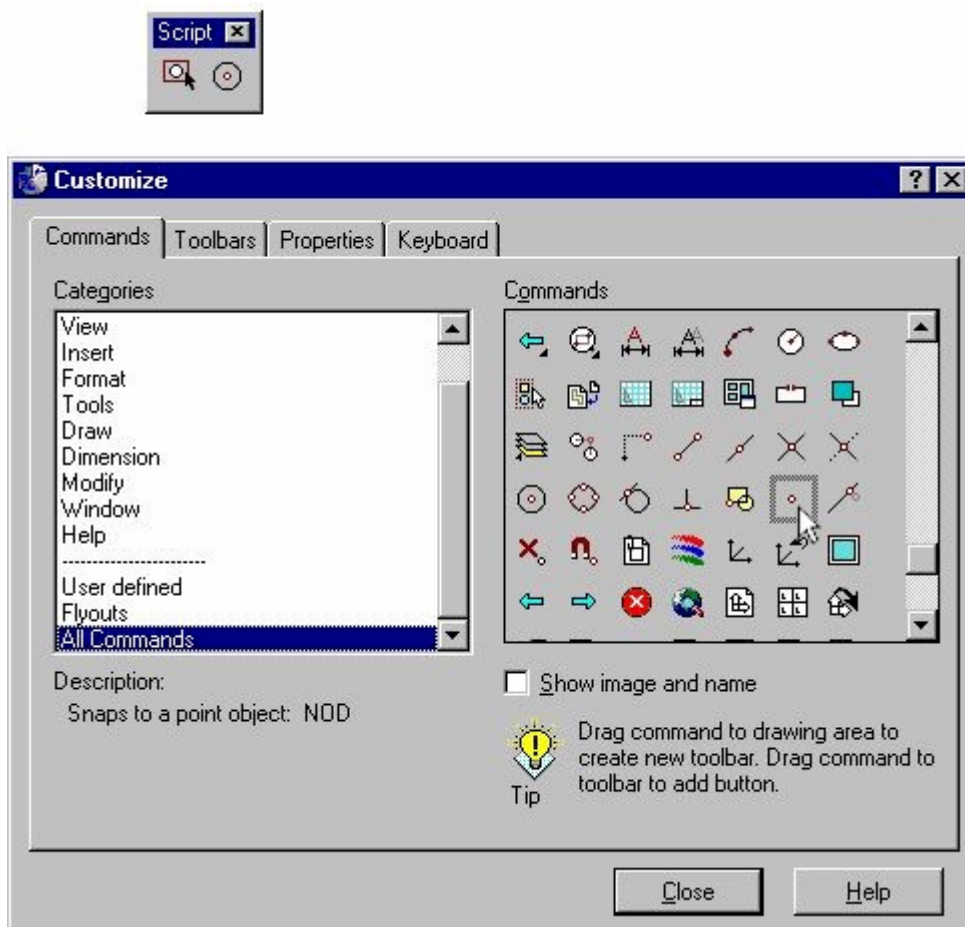 Script
Customize
Commands
Toolbars
Properties
Keyboard
Categories
Commands
View
Insert
Format
Tools
Draw
Dimension
Modify
Window
Help
------------------------
User defined
Flyouts
All Commands
Description:
Snaps to a point object: NOD
Show image and name
Tip
Drag command to drawing area to
create new toolbar. Drag command to
toolbar to add button.
Close
Help